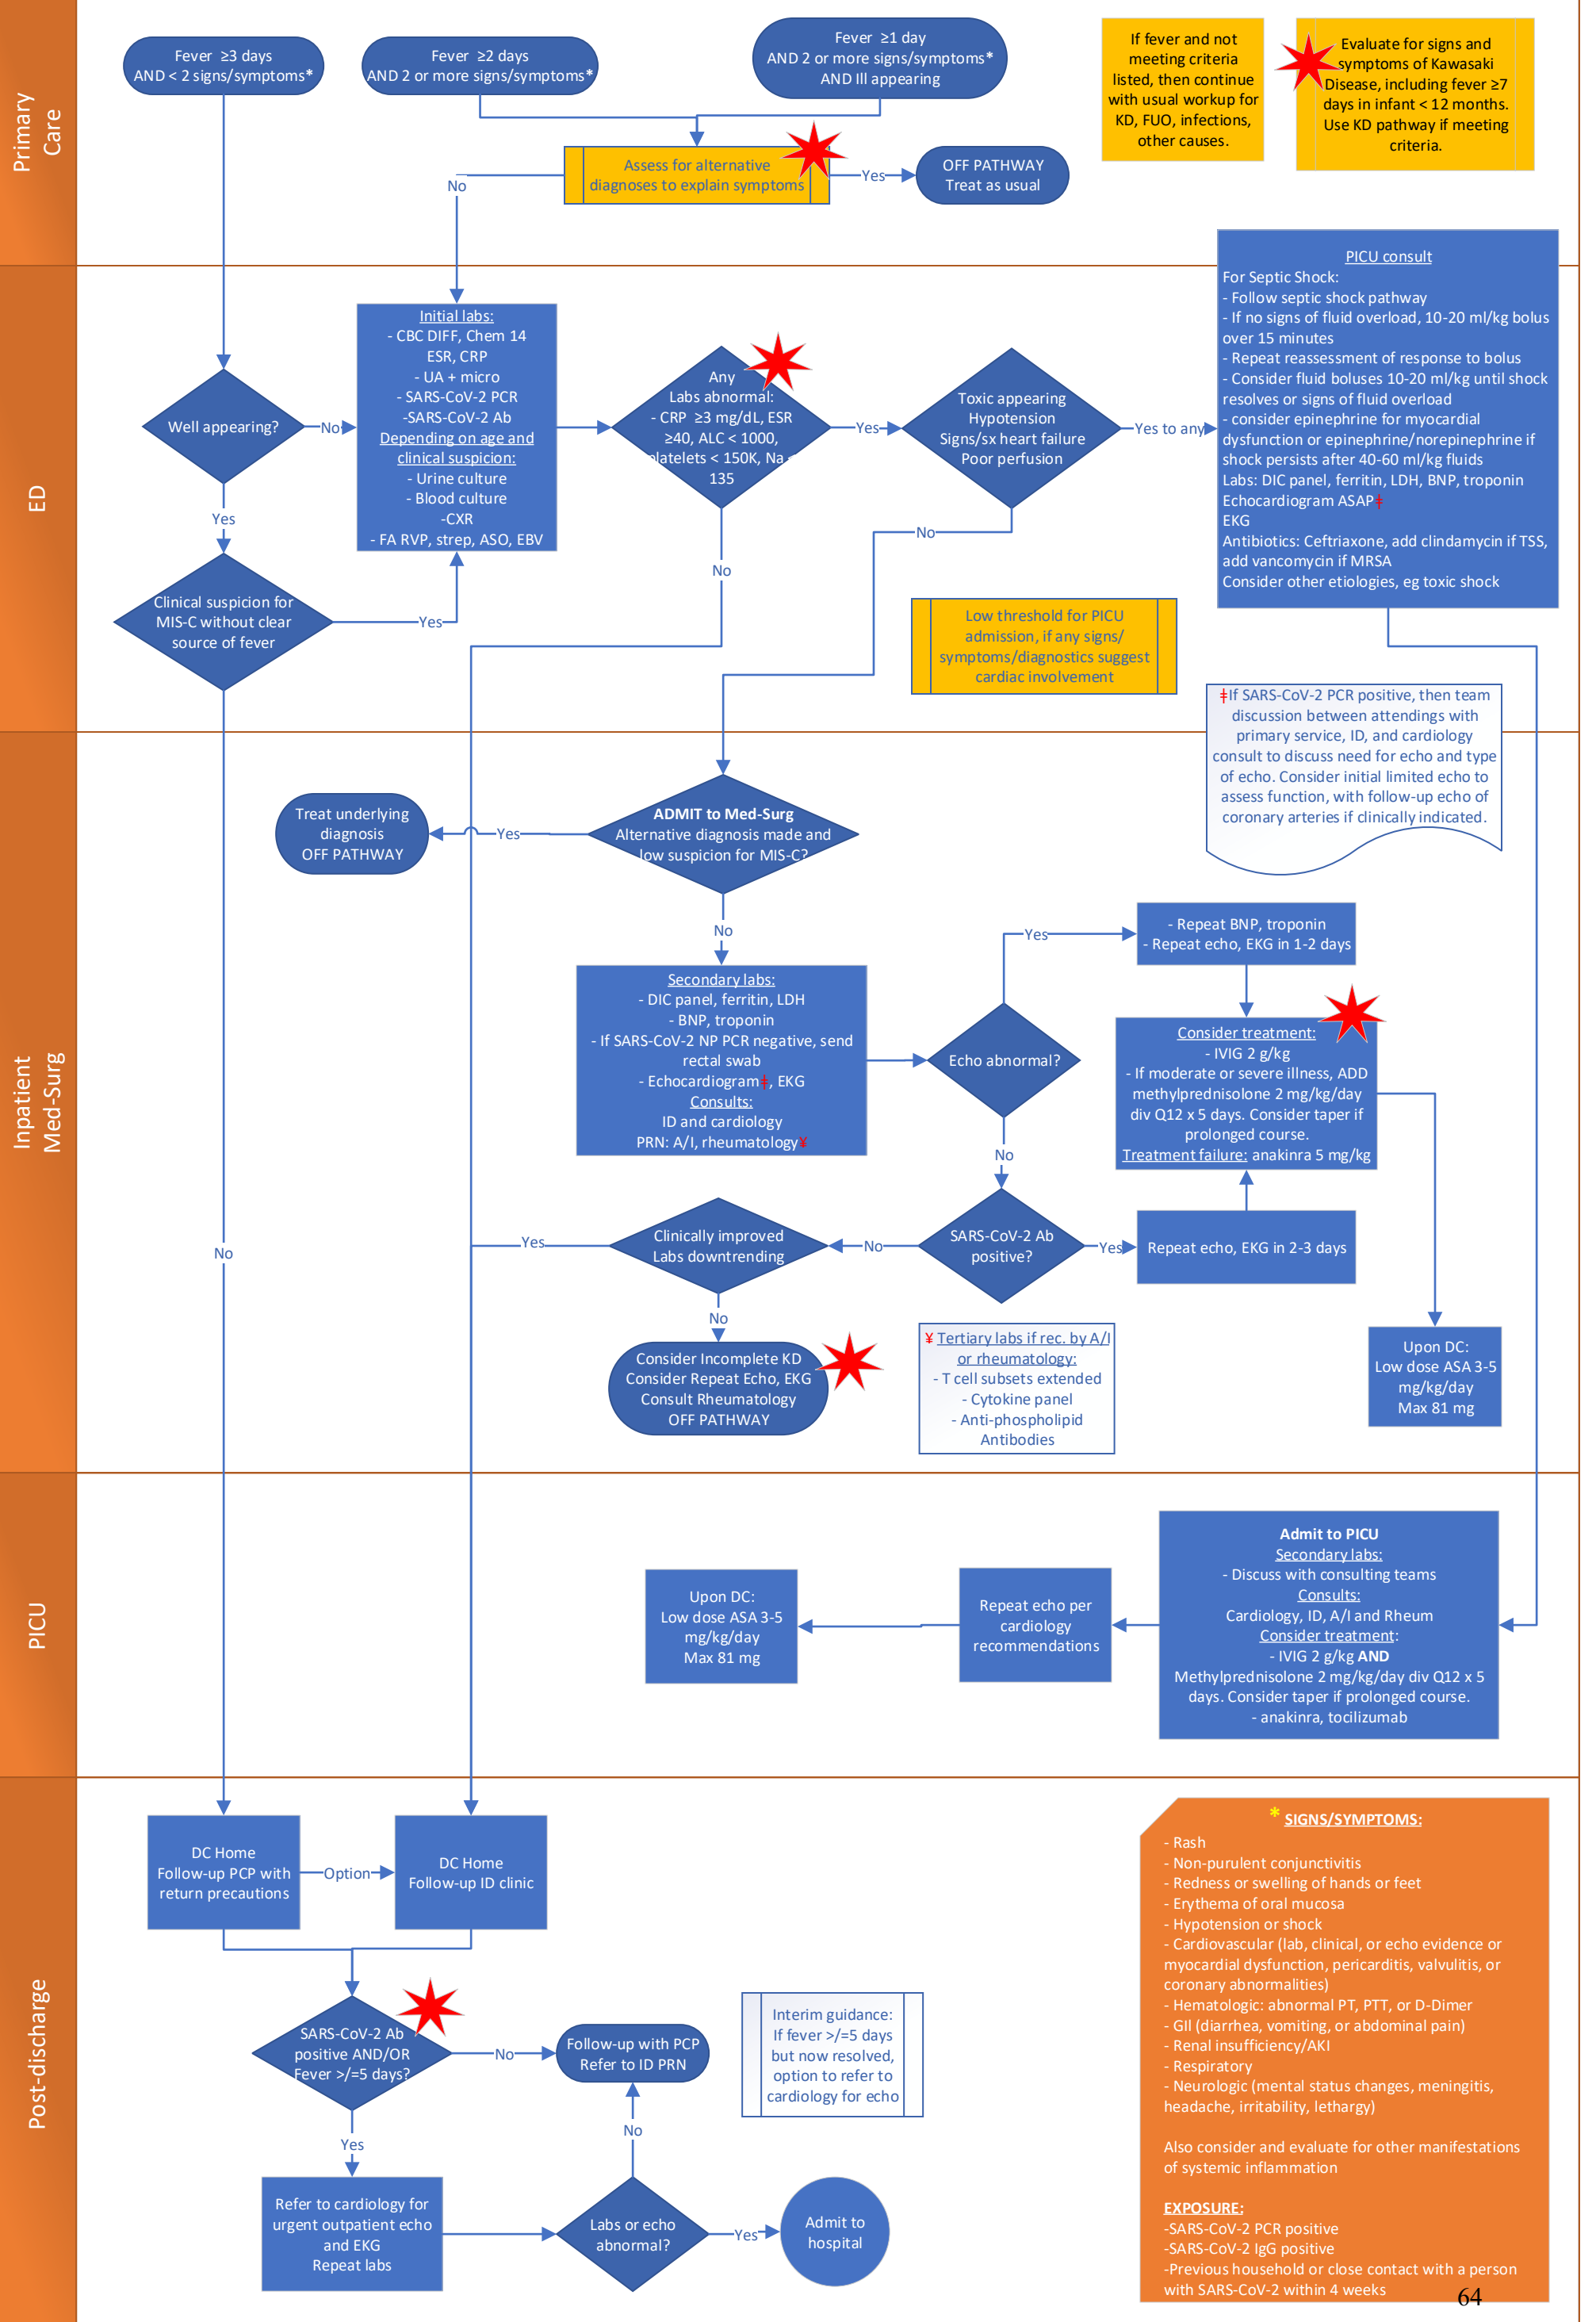 Primary
Care
Fever ≥3 days
AND < 2 signs/symptoms*
Fever ≥2 days
AND 2 or more signs/symptoms*
Fever ≥1 day
AND 2 or more signs/symptoms*
AND Ill appearing
If fever and not
meeting criteria
listed, then continue
with usual workup for
KD, FUO, infections,
other causes.
Evaluate for signs and
symptoms of Kawasaki
Disease, including fever ≥7
days in infant < 12 months.
Use KD pathway if meeting
criteria.
Assess for alternative
diagnoses to explain symptoms
Yes
OFF PATHWAY
Treat as usual
No
ED
Well appearing?
No
Yes
Clinical suspicion for
MIS-C without clear
source of fever
Yes
Initial labs:
- CBC DIFF, Chem 14
ESR, CRP
- UA + micro
- SARS-CoV-2 PCR
-SARS-CoV-2 Ab
Depending on age and
clinical suspicion:
- Urine culture
- Blood culture
-CXR
- FA RVP, strep, ASO, EBV
Any
Labs abnormal:
- CRP ≥3 mg/dL, ESR
≥40, ALC < 1000,
platelets < 150K, Na <
135
Yes
No
Toxic appearing
Hypotension
Signs/sx heart failure
Poor perfusion
Yes to any
No
PICU consult
For Septic Shock:
- Follow septic shock pathway
- If no signs of fluid overload, 10-20 ml/kg bolus
over 15 minutes
- Repeat reassessment of response to bolus
- Consider fluid boluses 10-20 ml/kg until shock
resolves or signs of fluid overload
- consider epinephrine for myocardial
dysfunction or epinephrine/norepinephrine if
shock persists after 40-60 ml/kg fluids
Labs: DIC panel, ferritin, LDH, BNP, troponin
Echocardiogram ASAP‡
EKG
Antibiotics: Ceftriaxone, add clindamycin if TSS,
add vancomycin if MRSA
Consider other etiologies, eg toxic shock
Low threshold for PICU
admission, if any signs/
symptoms/diagnostics suggest
cardiac involvement
‡If SARS-CoV-2 PCR positive, then team
discussion between attendings with
primary service, ID, and cardiology
consult to discuss need for echo and type
of echo. Consider initial limited echo to
assess function, with follow-up echo of
coronary arteries if clinically indicated.
Inpatient
Med-Surg
Treat underlying
diagnosis
OFF PATHWAY
Yes
ADMIT to Med-Surg
Alternative diagnosis made and
low suspicion for MIS-C?
No
Secondary labs:
- DIC panel, ferritin, LDH
- BNP, troponin
- If SARS-CoV-2 NP PCR negative, send
rectal swab
- Echocardiogram‡, EKG
Consults:
ID and cardiology
PRN: A/I, rheumatology¥
Echo abnormal?
Yes
No
- Repeat BNP, troponin
- Repeat echo, EKG in 1-2 days
Consider treatment:
- IVIG 2 g/kg
- If moderate or severe illness, ADD
methylprednisolone 2 mg/kg/day
div Q12 x 5 days. Consider taper if
prolonged course.
Treatment failure: anakinra 5 mg/kg
SARS-CoV-2 Ab
positive?
Yes
Repeat echo, EKG in 2-3 days
No
Clinically improved
Labs downtrending
Yes
No
No
Consider Incomplete KD
Consider Repeat Echo, EKG
Consult Rheumatology
OFF PATHWAY
¥ Tertiary labs if rec. by A/I
or rheumatology:
- T cell subsets extended
- Cytokine panel
- Anti-phospholipid
Antibodies
Upon DC:
Low dose ASA 3-5
mg/kg/day
Max 81 mg
PICU
Admit to PICU
Secondary labs:
- Discuss with consulting teams
Consults:
Cardiology, ID, A/I and Rheum
Consider treatment:
- IVIG 2 g/kg AND
Methylprednisolone 2 mg/kg/day div Q12 x 5
days. Consider taper if prolonged course.
- anakinra, tocilizumab
Repeat echo per
cardiology
recommendations
Upon DC:
Low dose ASA 3-5
mg/kg/day
Max 81 mg
Post-discharge
DC Home
Follow-up PCP with
return precautions
Option
DC Home
Follow-up ID clinic
SARS-CoV-2 Ab
positive AND/OR
Fever >/=5 days?
No
Yes
Follow-up with PCP
Refer to ID PRN
Interim guidance:
If fever >/=5 days
but now resolved,
option to refer to
cardiology for echo
No
Refer to cardiology for
urgent outpatient echo
and EKG
Repeat labs
Labs or echo
abnormal?
Yes
Admit to
hospital
* SIGNS/SYMPTOMS:
- Rash
- Non-purulent conjunctivitis
- Redness or swelling of hands or feet
- Erythema of oral mucosa
- Hypotension or shock
- Cardiovascular (lab, clinical, or echo evidence or
myocardial dysfunction, pericarditis, valvulitis, or
coronary abnormalities)
- Hematologic: abnormal PT, PTT, or D-Dimer
- GII (diarrhea, vomiting, or abdominal pain)
- Renal insufficiency/AKI
- Respiratory
- Neurologic (mental status changes, meningitis,
headache, irritability, lethargy)
Also consider and evaluate for other manifestations
of systemic inflammation
EXPOSURE:
-SARS-CoV-2 PCR positive
-SARS-CoV-2 IgG positive
-Previous household or close contact with a person
with SARS-CoV-2 within 4 weeks
64